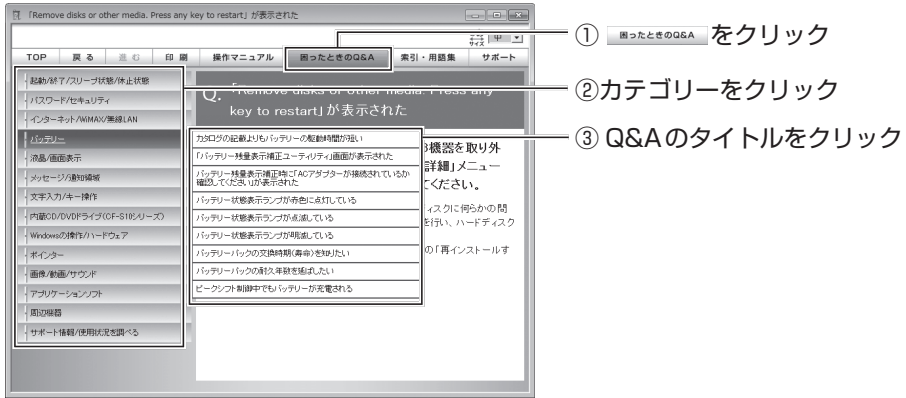 「Remove disks or other media. Press any key to restart」が表示された
文字
サイズ
中
TOP 戻る 進む 印刷 操作マニュアル 困ったときのQ&A 索引・用語集 サポート
① 困ったときのQ&A をクリック
②カテゴリーをクリック
③ Q&Aのタイトルをクリック
起動/終了/スリープ状態/休止状態
パスワード/セキュリティ
インターネット/WiMAX/無線LAN
バッテリー
液晶/画面表示
メッセージ/通知領域
文字入力/キー操作
内蔵CD/DVDドライブ(CF-S10シリーズ)
Windowsの操作/ハードウェア
ポインター
画像/動画/サウンド
アプリケーションソフト
周辺機器
サポート情報/使用状況を調べる
Q. 「Remove disks or other media. Press any
key to restart」が表示された
カタログの記載よりもバッテリーの駆動時間が短い
「バッテリー残量表示補正ユーティリティ」画面が表示された
バッテリー残量表示補正時に「ACアダプターが接続されているか
確認してください」が表示された
バッテリー状態表示ランプが赤色に点灯している
バッテリー状態表示ランプが点滅している
バッテリー状態表示ランプが明滅している
バッテリーパックの交換時期(寿命)を知りたい
バッテリーパックの耐久年数を延ばしたい
ピークシフト制御中でもバッテリーが充電される
機器を取り外
詳細」メニュー
てください。
ィスクに何らかの問
を行い、ハードディスク
の「再インストールす